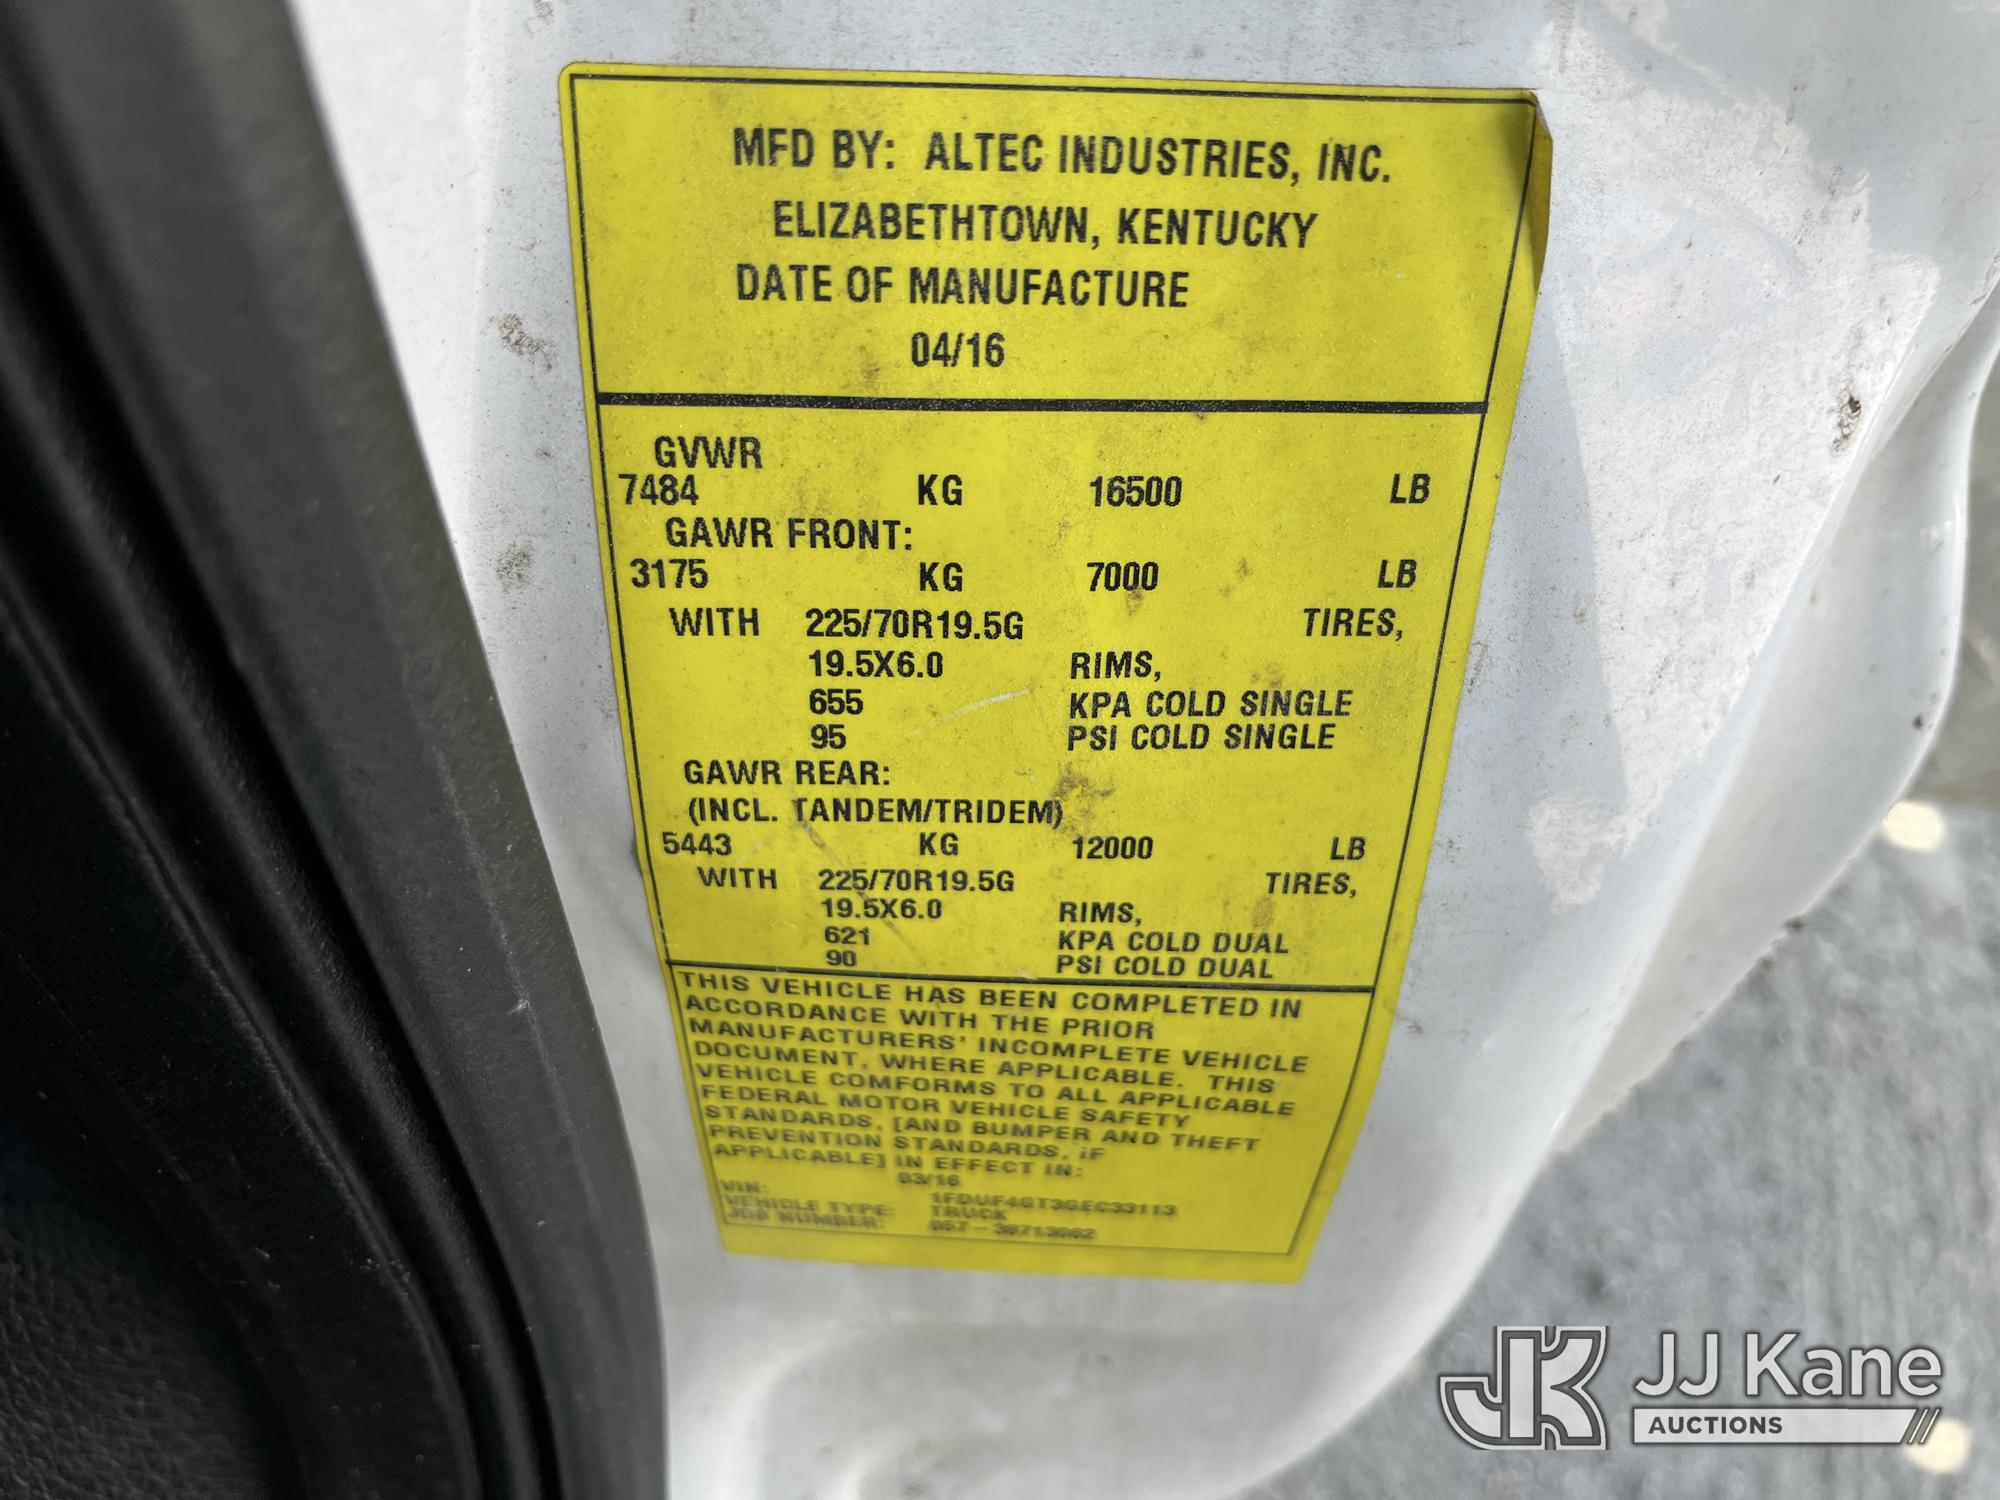 MFD BY: ALTEC INDUSTRIES, INC.
ELIZABETHTOWN, KENTUCKY
DATE OF MANUFACTURE
04/16
GVWR
7484 KG 16500 LB
GAWR FRONT:
3175 KG 7000 LB
WITH 225/70R19.5G TIRES,
19.5X6.0 RIMS,
655 KPA COLD SINGLE
95 PSI COLD SINGLE
GAWR REAR:
(INCL. TANDEM/TRIDEM)
5443 KG 12000 LB
WITH 225/70R19.5G TIRES,
19.5X6.0 RIMS,
621 KPA COLD DUAL
90 PSI COLD DUAL
THIS VEHICLE HAS BEEN COMPLETED IN
ACCORDANCE WITH THE PRIOR
MANUFACTURERS' INCOMPLETE VEHICLE
DOCUMENT, WHERE APPLICABLE. THIS
VEHICLE COMFORMS TO ALL APPLICABLE
FEDERAL MOTOR VEHICLE SAFETY
STANDARDS, [AND BUMPER AND THEFT
PREVENTION STANDARDS, IF
APPLICABLE] IN EFFECT IN:
03/16
VIN: 1FDUF4GT3GEC33113
VEHICLE TYPE: TRUCK
JOB NUMBER:
JK JJ Kane
AUCTIONS